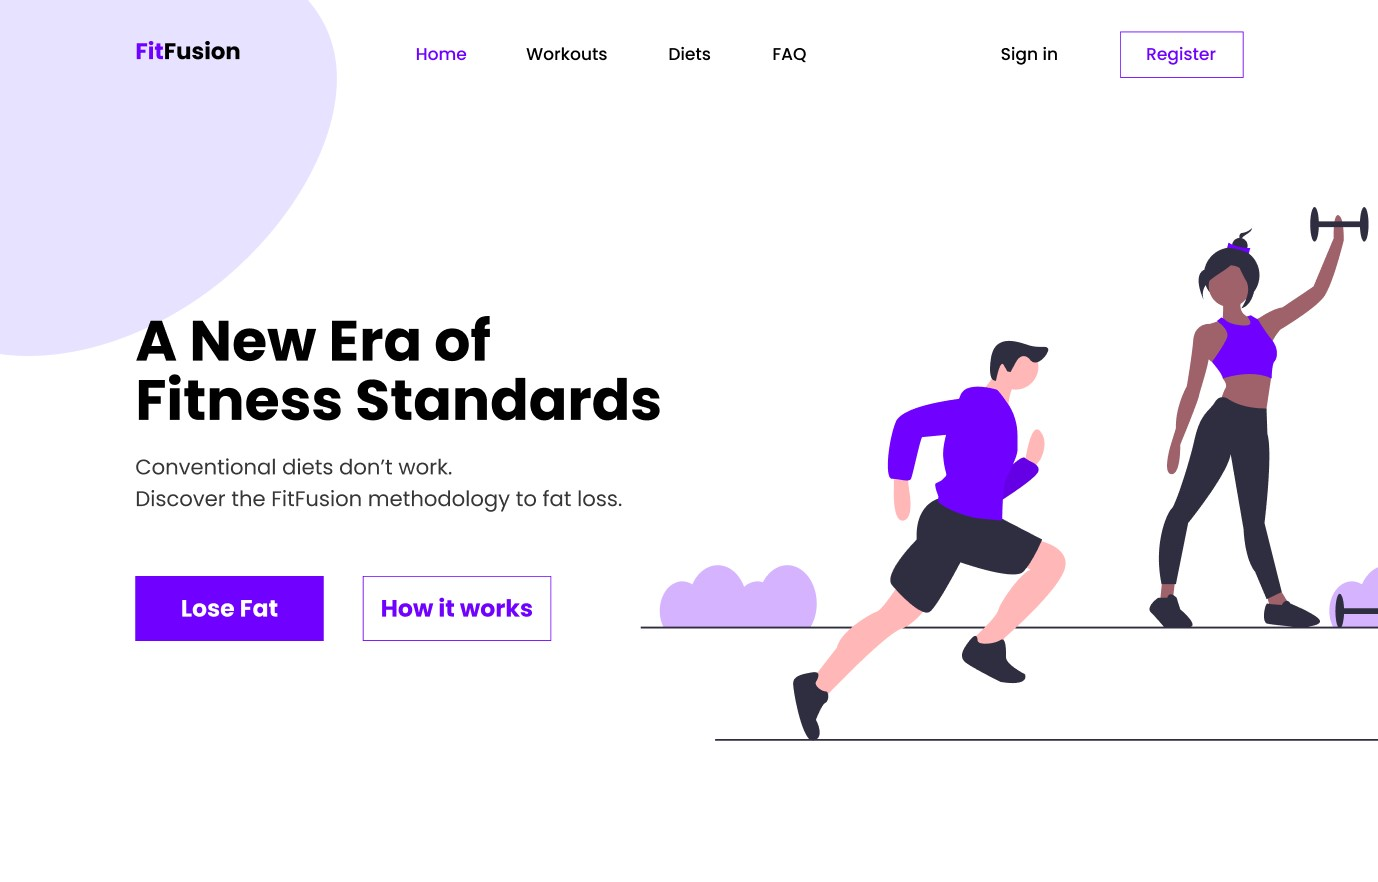 FitFusion
Home
Workouts
Diets
FAQ
Sign in
Register
A New Era of
Fitness Standards
Conventional diets don’t work.
Discover the FitFusion methodology to fat loss.
Lose Fat
How it works